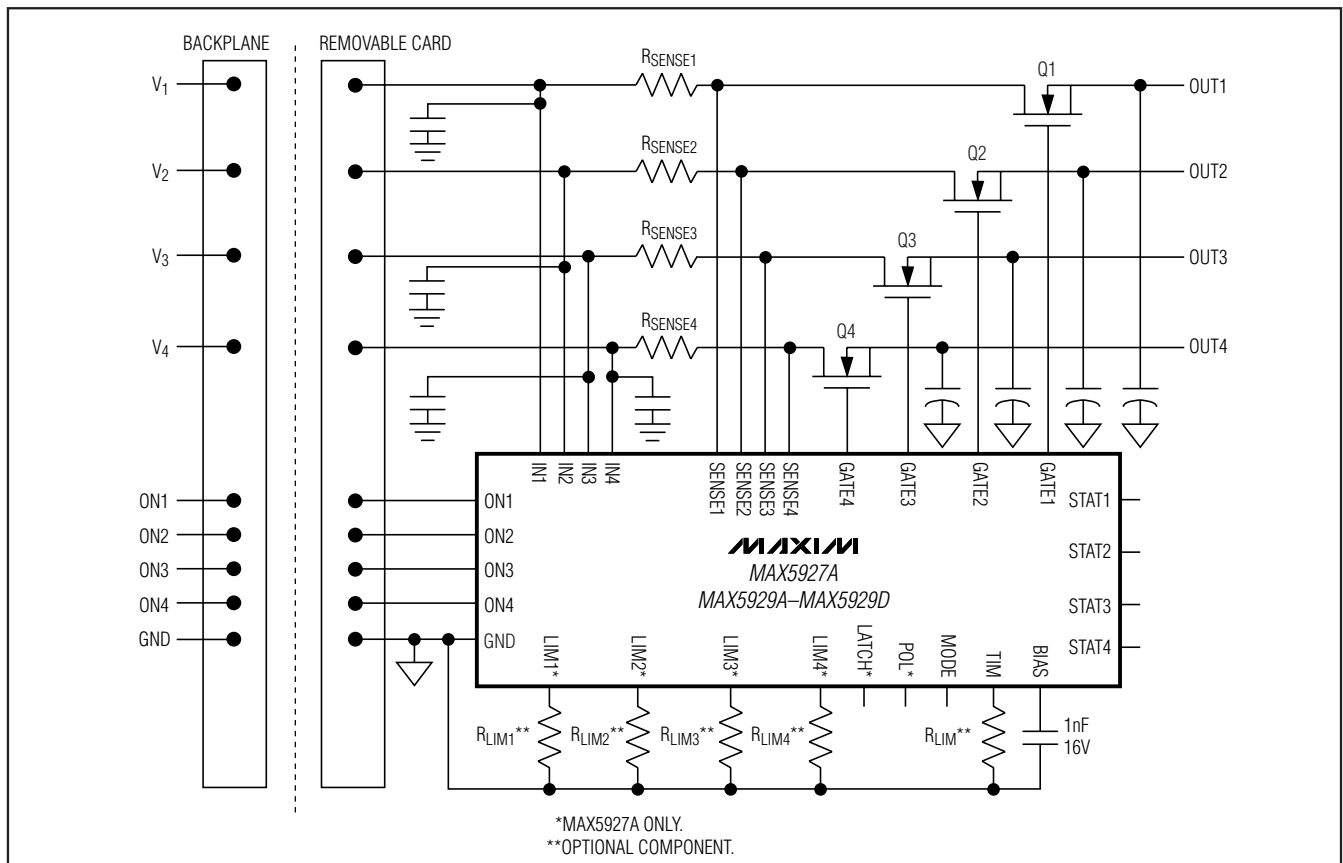 BACKPLANE
REMOVABLE CARD
RSENSE1
Q1
V1
OUT1
RSENSE2
Q2
V2
OUT2
RSENSE3
Q3
V3
OUT3
RSENSE4
Q4
V4
OUT4
IN1
IN2
IN3
IN4
SENSE1
SENSE2
SENSE3
SENSE4
GATE4
GATE3
GATE2
GATE1
ON1
ON1
STAT1
ON2
ON2
STAT2
ON3
ON3
STAT3
ON4
ON4
STAT4
GND
GND
MAXIM
MAX5927A
MAX5929A–MAX5929D
LIM1*
LIM2*
LIM3*
LIM4*
LATCH*
POL*
MODE
TIM
BIAS
RLIM1**
RLIM2**
RLIM3**
RLIM4**
RLIM**
1nF
16V
*MAX5927A ONLY.
**OPTIONAL COMPONENT.